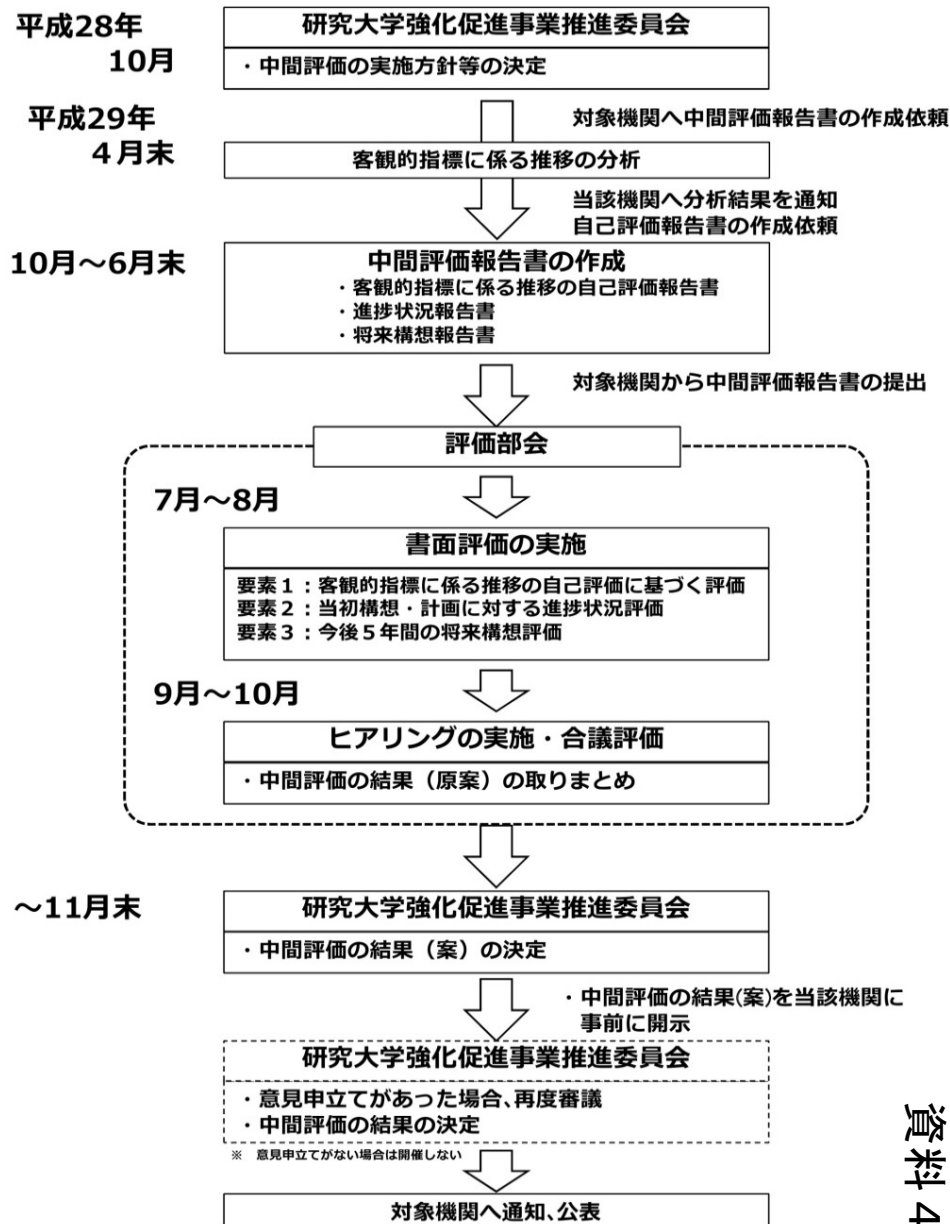 平成28年
10月
研究大学強化促進事業推進委員会
・中間評価の実施方針等の決定
対象機関へ中間評価報告書の作成依頼
平成29年
４月末
客観的指標に係る推移の分析
当該機関へ分析結果を通知
自己評価報告書の作成依頼
10月～6月末
中間評価報告書の作成
・客観的指標に係る推移の自己評価報告書
・進捗状況報告書
・将来構想報告書
対象機関から中間評価報告書の提出
評価部会
7月～8月
書面評価の実施
要素１：客観的指標に係る推移の自己評価に基づく評価
要素２：当初構想・計画に対する進捗状況評価
要素３：今後５年間の将来構想評価
9月～10月
ヒアリングの実施・合議評価
・中間評価の結果（原案）の取りまとめ
～11月末
研究大学強化促進事業推進委員会
・中間評価の結果（案）の決定
・中間評価の結果(案)を当該機関に
事前に開示
研究大学強化促進事業推進委員会
・意見申立てがあった場合、再度審議
・中間評価の結果の決定
※　意見申立てがない場合は開催しない
対象機関へ通知、公表
資料４